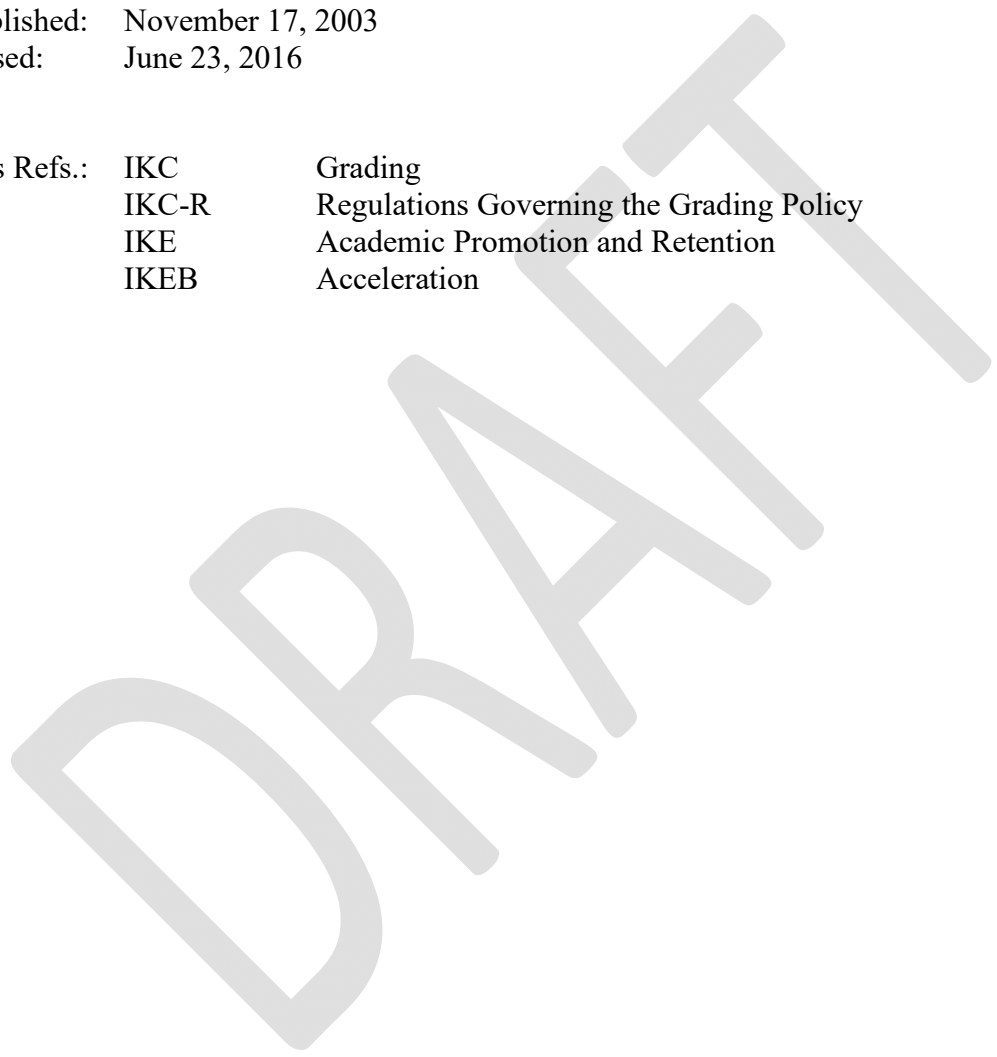 olished: November 17, 2003
sed: June 23, 2016
s Refs.: IKC Grading
IKC-R Regulations Governing the Grading Policy
IKE Academic Promotion and Retention
IKEB Acceleration
DRAFT